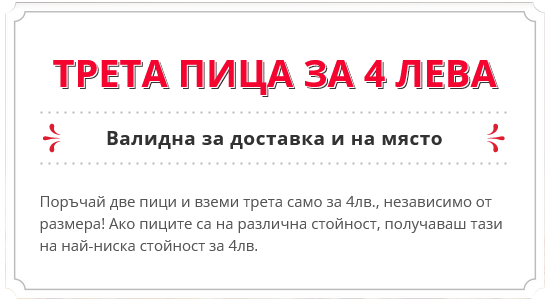 ТРЕТА ПИЦА ЗА 4 ЛЕВА
Валидна за доставка и на място
Поръчай две пици и вземи трета само за 4лв., независимо от
размера! Ако пиците са на различна стойност, получаваш тази
на най-ниска стойност за 4лв.